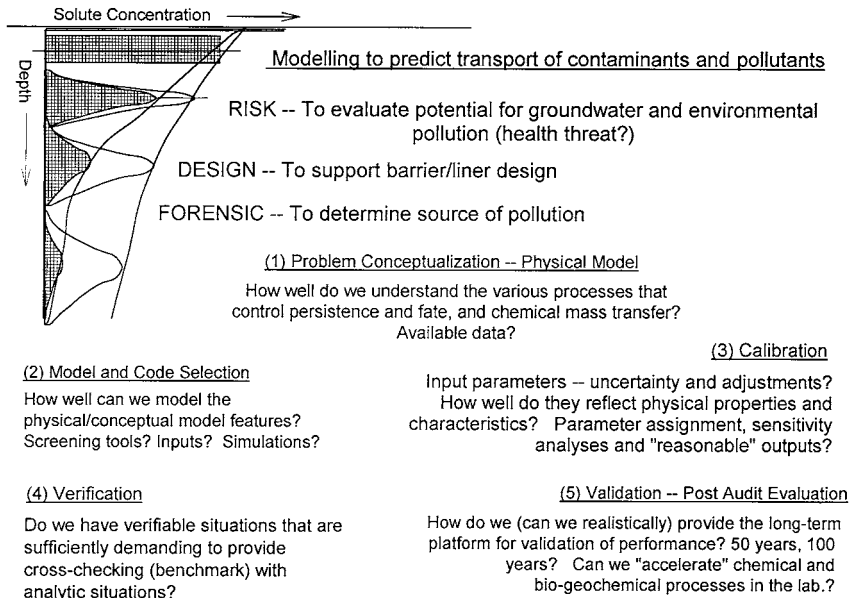 Solute Concentration
Depth
Modelling to predict transport of contaminants and pollutants
RISK -- To evaluate potential for groundwater and environmental
pollution (health threat?)
DESIGN -- To support barrier/liner design
FORENSIC -- To determine source of pollution
(1) Problem Conceptualization -- Physical Model
How well do we understand the various processes that
control persistence and fate, and chemical mass transfer?
Available data?
(2) Model and Code Selection
How well can we model the
physical/conceptual model features?
Screening tools? Inputs? Simulations?
(3) Calibration
Input parameters -- uncertainty and adjustments?
How well do they reflect physical properties and
characteristics? Parameter assignment, sensitivity
analyses and "reasonable" outputs?
(4) Verification
Do we have verifiable situations that are
sufficiently demanding to provide
cross-checking (benchmark) with
analytic situations?
(5) Validation -- Post Audit Evaluation
How do we (can we realistically) provide the long-term
platform for validation of performance? 50 years, 100
years? Can we "accelerate" chemical and
bio-geochemical processes in the lab.?